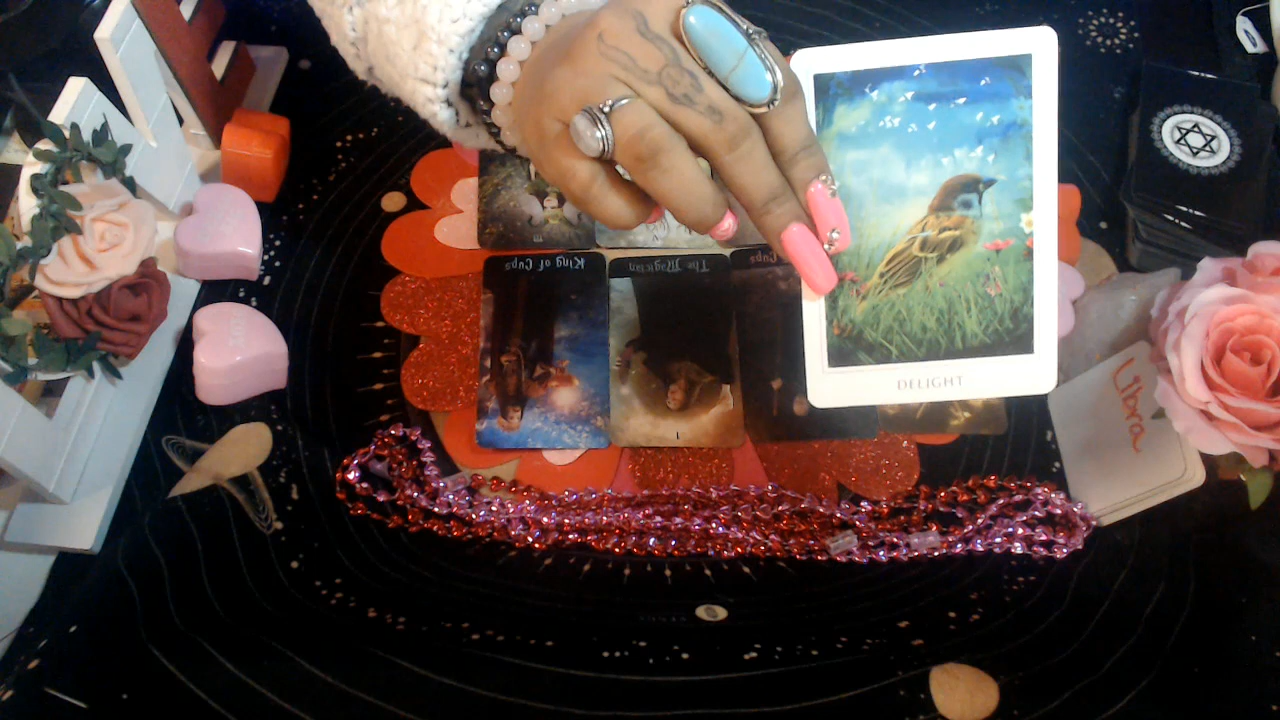 King of Cups
The Magician
Cups
I
DELIGHT
Libra